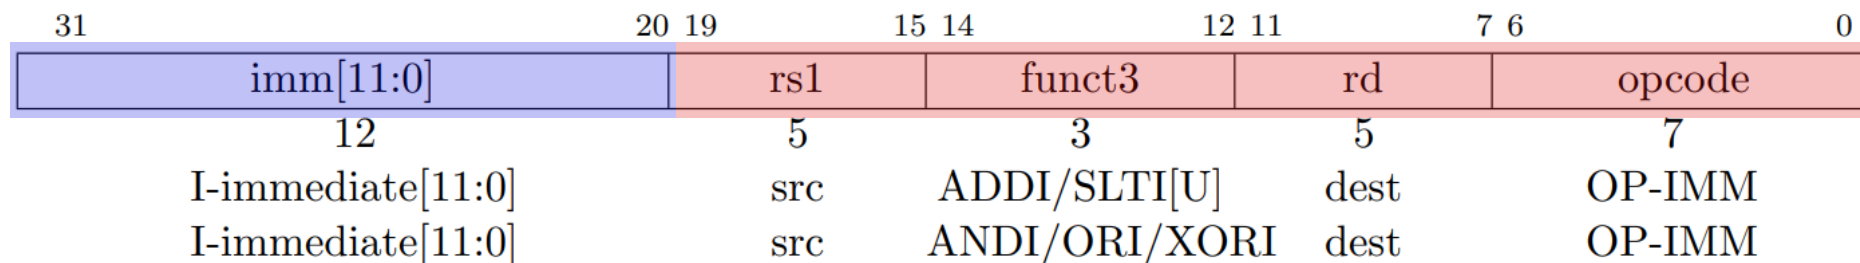 31 20 19 15 14 12 11 7 6 0
imm[11:0] rs1 funct3 rd opcode
12 5 3 5 7
I-immediate[11:0] src ADDI/SLTI[U] dest OP-IMM
I-immediate[11:0] src ANDI/ORI/XORI dest OP-IMM